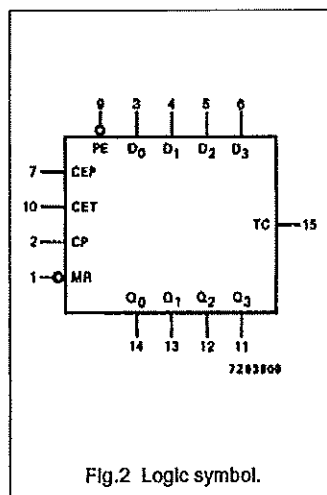 9 3 4 5 6
PE D0 D1 D2 D3
7 CEP
10 CET
TC 15
2 CP
1 MR
Q0 Q1 Q2 Q3
14 13 12 11
7293909
Fig.2 Logic symbol.